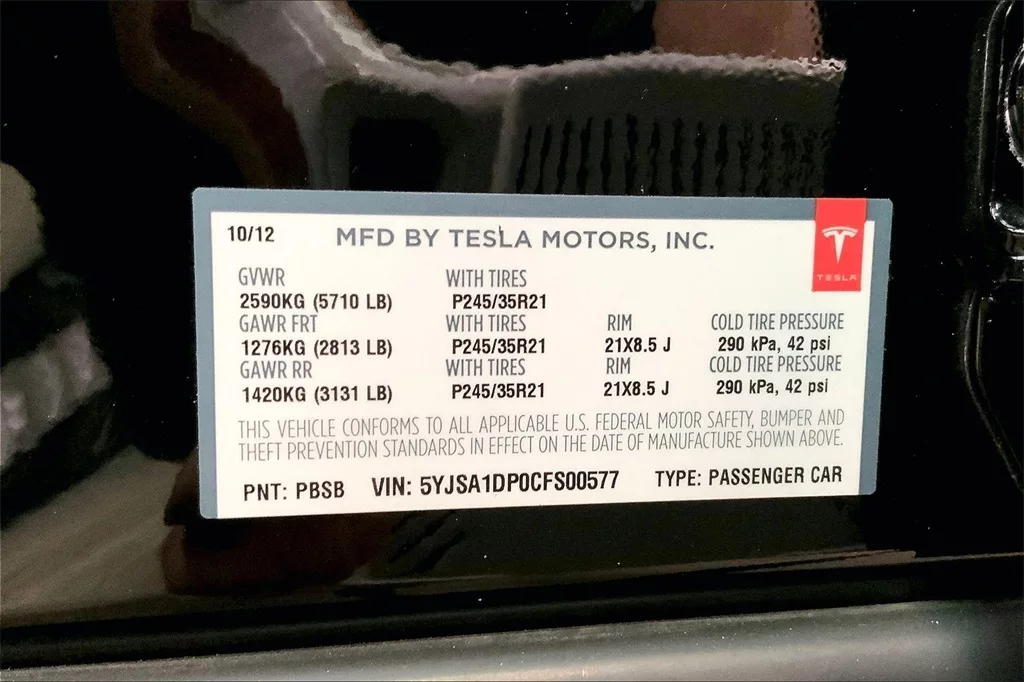 10/12 MFD BY TESLA MOTORS, INC.
TESLA
GVWR WITH TIRES
2590KG (5710 LB) P245/35R21
GAWR FRT WITH TIRES RIM COLD TIRE PRESSURE
1276KG (2813 LB) P245/35R21 21X8.5 J 290 kPa, 42 psi
GAWR RR WITH TIRES RIM COLD TIRE PRESSURE
1420KG (3131 LB) P245/35R21 21X8.5 J 290 kPa, 42 psi
THIS VEHICLE CONFORMS TO ALL APPLICABLE U.S. FEDERAL MOTOR SAFETY, BUMPER AND
THEFT PREVENTION STANDARDS IN EFFECT ON THE DATE OF MANUFACTURE SHOWN ABOVE.
PNT: PBSB VIN: 5YJSA1DP0CFS00577 TYPE: PASSENGER CAR